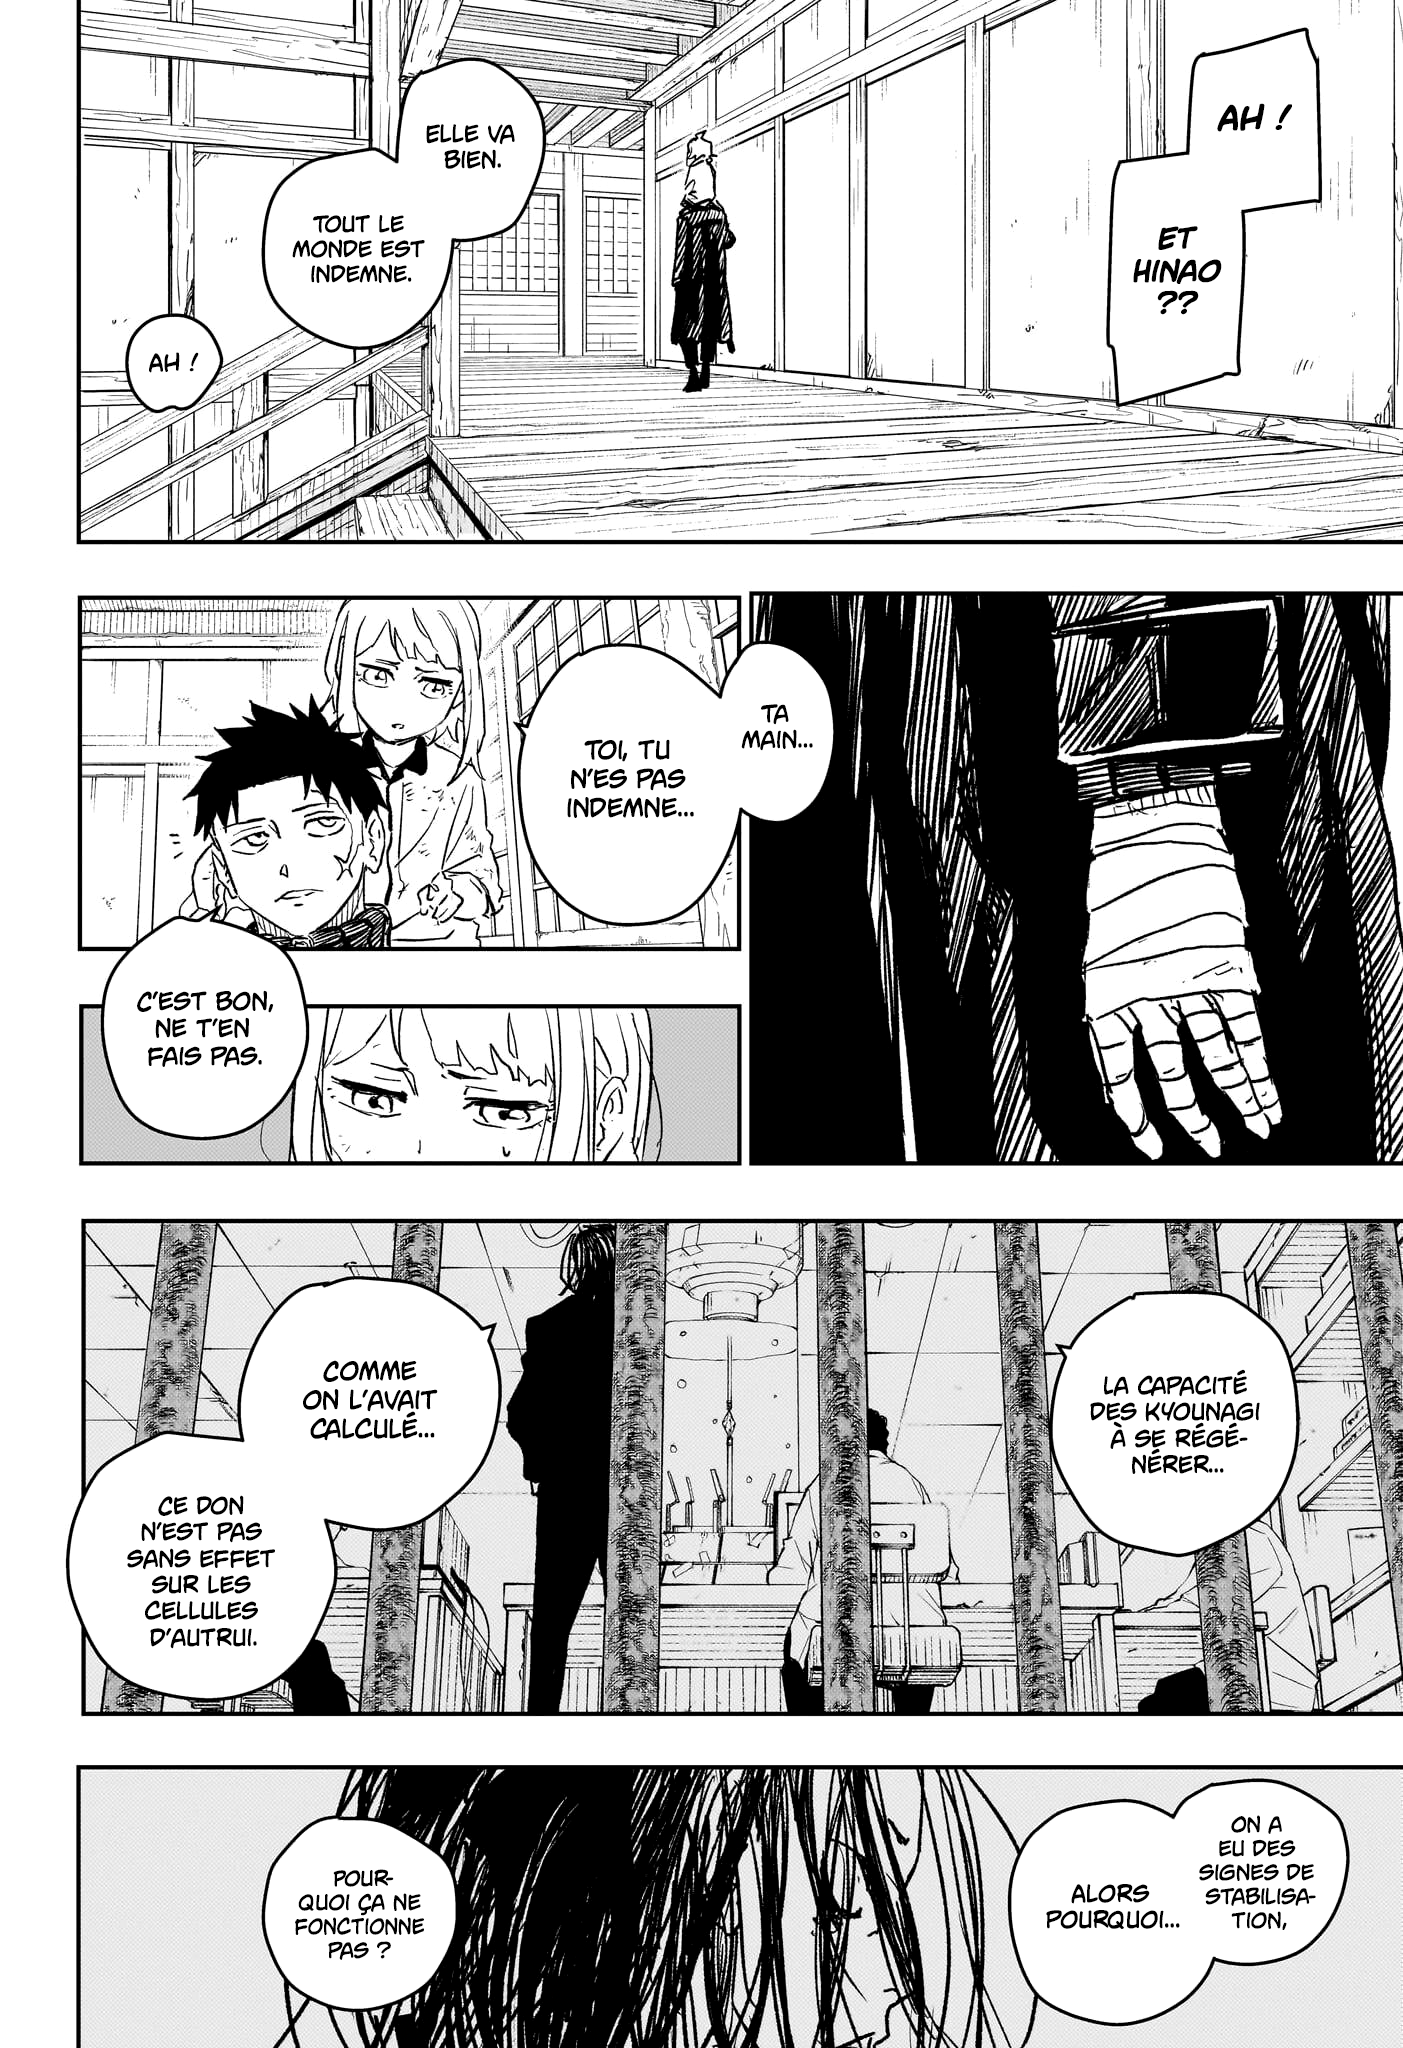 AH !
ET
HINAO
??
ELLE VA
BIEN.
TOUT LE
MONDE EST
INDEMNE.
AH !
TA
MAIN...
TOI, TU
N'ES PAS
INDEMNE...
C'EST BON,
NE T'EN
FAIS PAS.
LA CAPACITÉ
DES KYOUNAGI
À SE RÉGÉ-
NÉRER...
COMME
ON L'AVAIT
CALCULÉ...
CE DON
N'EST PAS
SANS EFFET
SUR LES
CELLULES
D'AUTRUI.
ON A
EU DES
SIGNES DE
STABILISA-
TION,
ALORS
POURQUOI...
POUR-
QUOI ÇA NE
FONCTIONNE
PAS ?